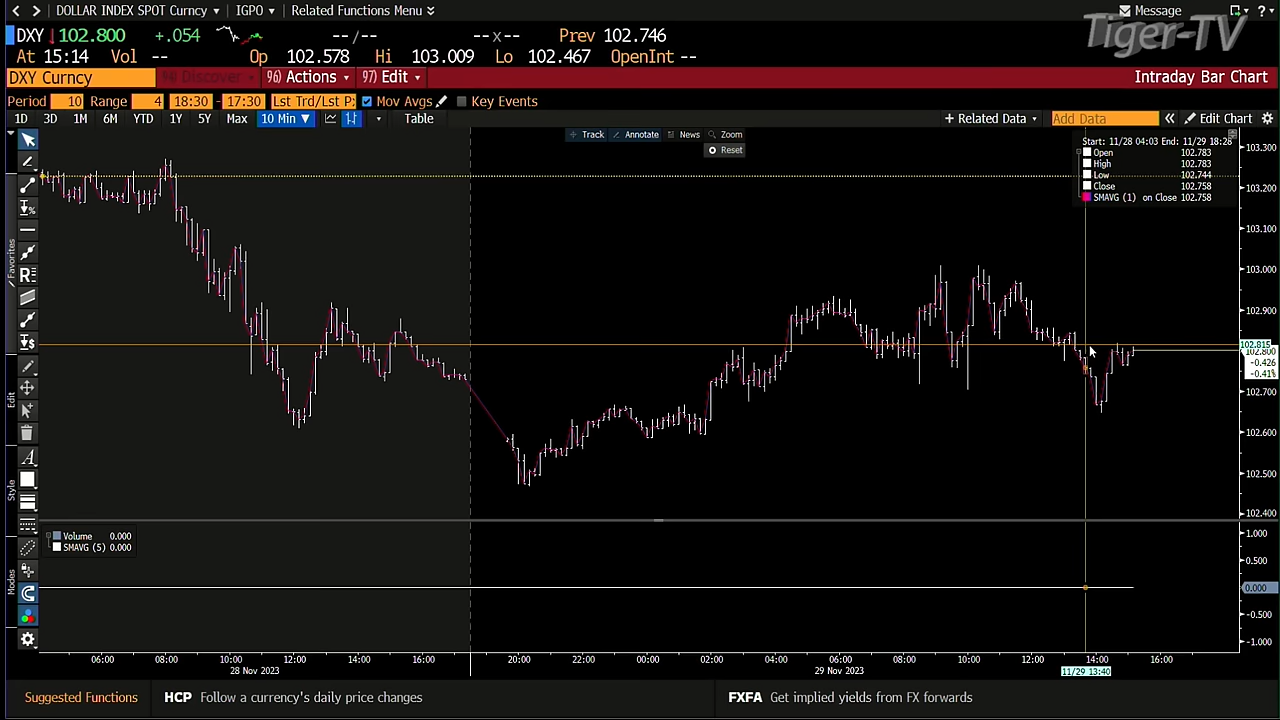 DOLLAR INDEX SPOT Curncy IGPO Related Functions Menu Message ?
Tiger-TV
DXY 102.800 +.054 -- / -- -- x -- Prev 102.746
At 15:14 Vol -- Op 102.578 Hi 103.009 Lo 102.467 OpenInt --
DXY Curncy 94) Discover 96) Actions 97) Edit Intraday Bar Chart
Period 10 Range 4 18:30 - 17:30 Lst Trd/Lst P: Mov Avgs Key Events
1D 3D 1M 6M YTD 1Y 5Y Max 10 Min ▼ Table + Related Data Add Data « Edit Chart
Track Annotate News Zoom
Reset
Start: 11/28 04:03 End: 11/29 18:28
Open 102.783
High 102.783
Low 102.744
Close 102.758
SMAVG (1) on Close 102.758
103.300
103.200
103.100
103.000
102.900
102.815
102.800
-0.426
-0.41%
102.700
102.600
102.500
102.400
Favorites
Edit
Style
Modes
Volume 0.000
SMAVG (5) 0.000
1.000
0.500
0.000
-0.500
-1.000
06:00 08:00 10:00 12:00 14:00 16:00 20:00 22:00 00:00 02:00 04:00 06:00 08:00 10:00 12:00 14:00 16:00
28 Nov 2023 29 Nov 2023 11/29 13:40
Suggested Functions HCP Follow a currency's daily price changes FXFA Get implied yields from FX forwards